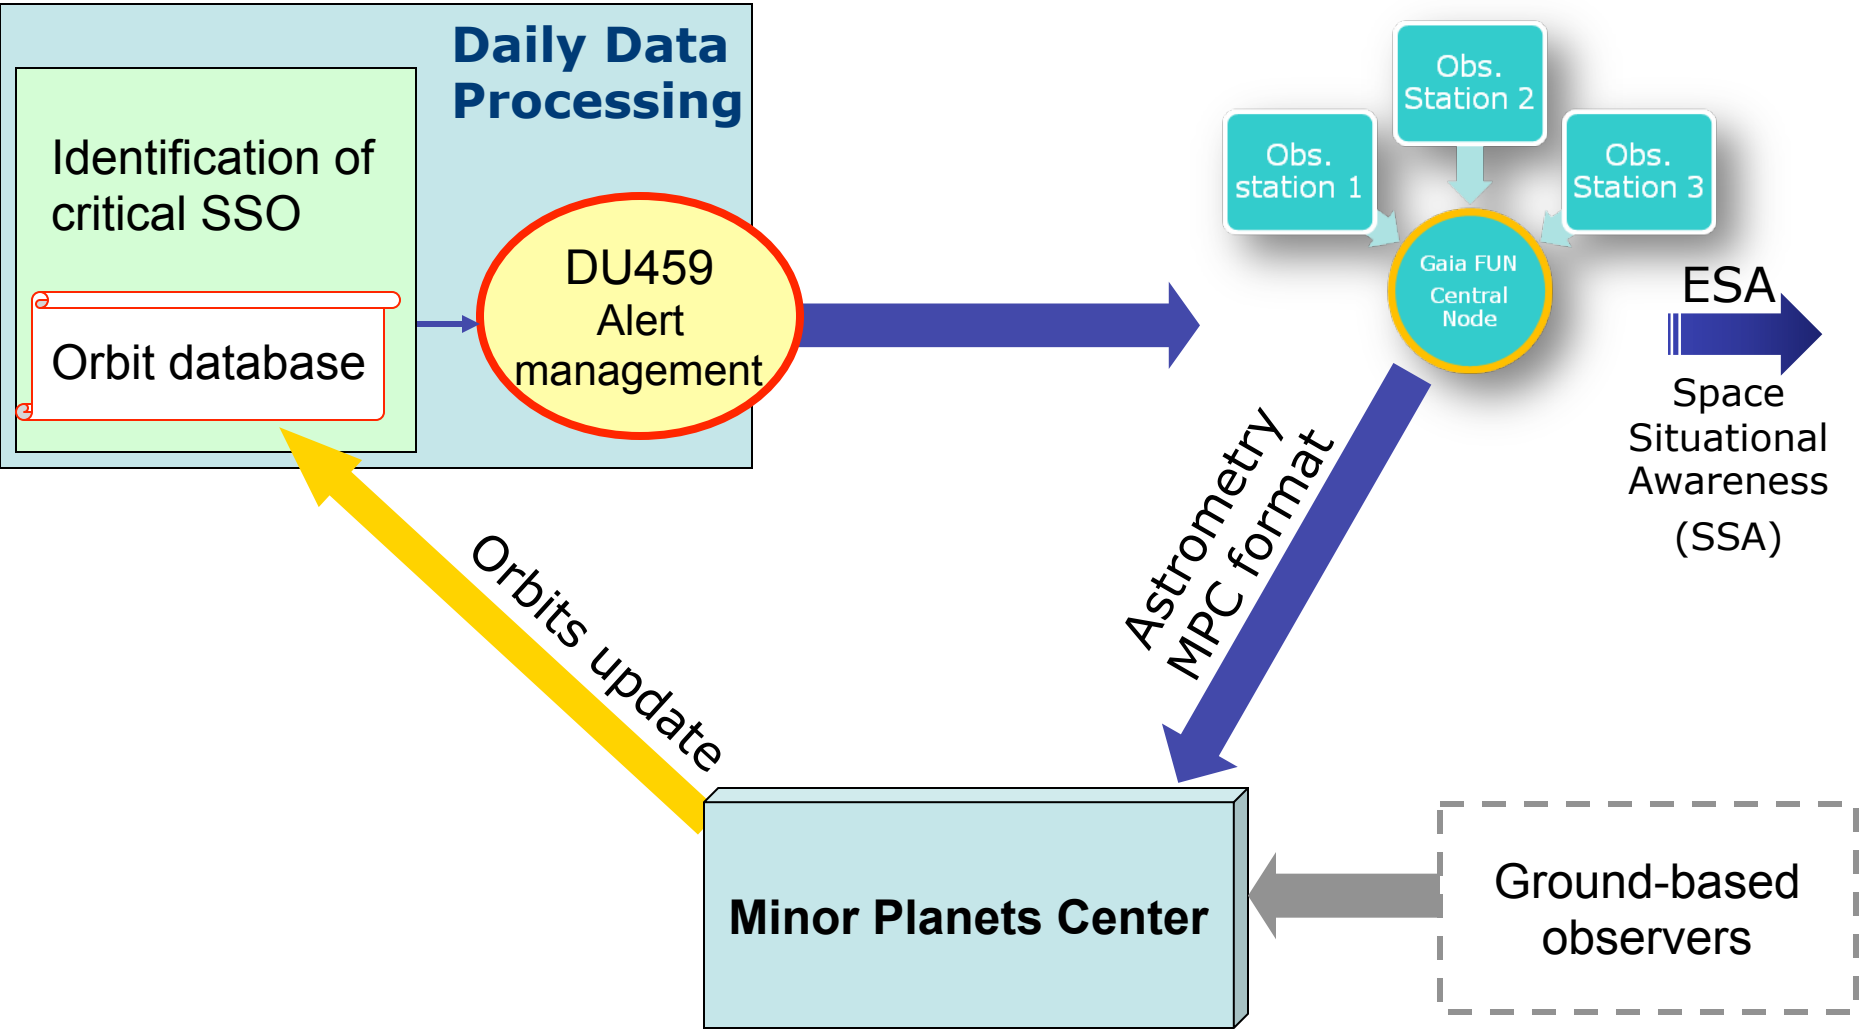 Daily Data
Processing
Identification of
critical SSO
Orbit database
DU459
Alert
management
Obs.
Station 2
Obs.
station 1
Obs.
Station 3
Gaia FUN
Central
Node
ESA
Space
Situational
Awareness
(SSA)
Astrometry
MPC format
Orbits update
Minor Planets Center
Ground-based
observers